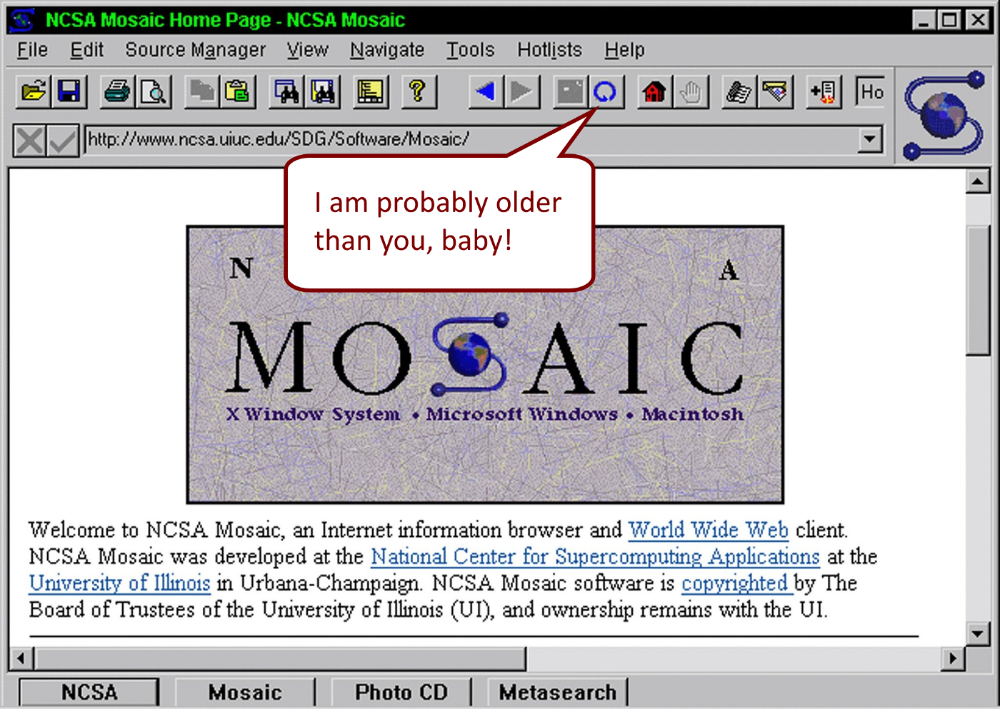 NCSA Mosaic Home Page - NCSA Mosaic
File Edit Source Manager View Navigate Tools Hotlists Help
Ho
http://www.ncsa.uiuc.edu/SDG/Software/Mosaic/
I am probably older
than you, baby!
N A
MOSAIC
X Window System • Microsoft Windows • Macintosh
Welcome to NCSA Mosaic, an Internet information browser and World Wide Web client.
NCSA Mosaic was developed at the National Center for Supercomputing Applications at the
University of Illinois in Urbana-Champaign. NCSA Mosaic software is copyrighted by The
Board of Trustees of the University of Illinois (UI), and ownership remains with the UI.
NCSA Mosaic Photo CD Metasearch